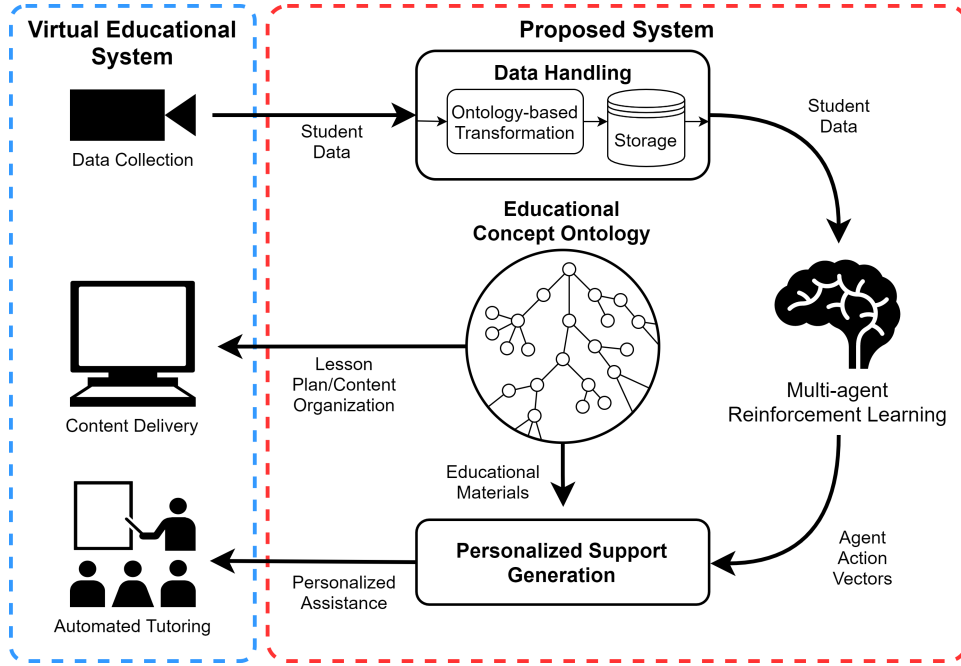 Virtual Educational
System
Data Collection
Content Delivery
Automated Tutoring
Proposed System
Data Handling
Ontology-based
Transformation
Storage
Student
Data
Student
Data
Educational
Concept Ontology
Lesson
Plan/Content
Organization
Multi-agent
Reinforcement Learning
Educational
Materials
Personalized Support
Generation
Agent
Action
Vectors
Personalized
Assistance